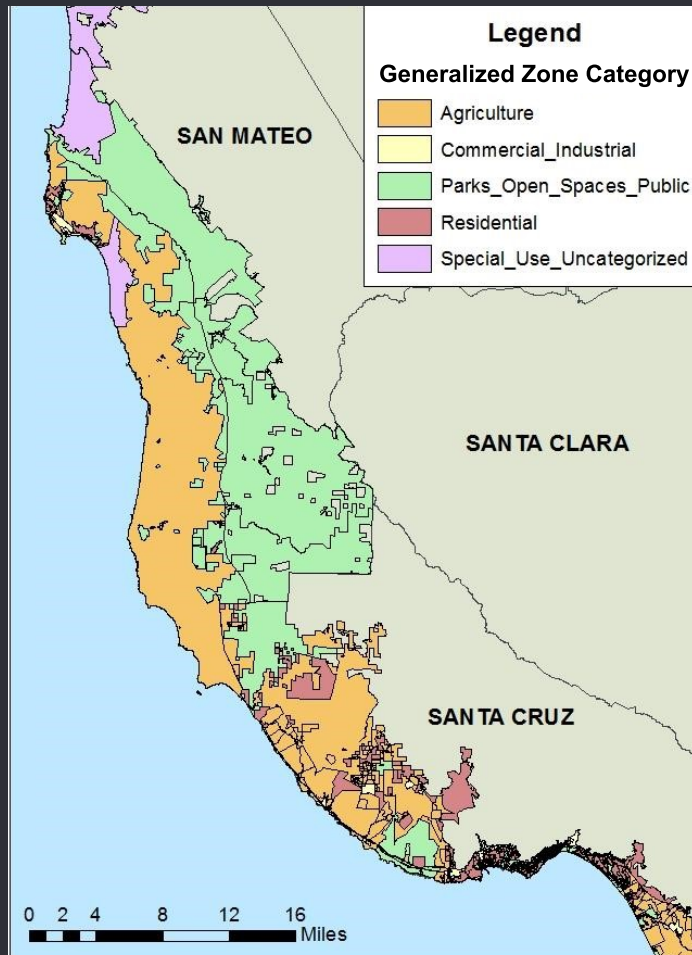 Legend
Generalized Zone Category
Agriculture
Commercial_Industrial
Parks_Open_Spaces_Public
Residential
Special_Use_Uncategorized
SAN MATEO
SANTA CLARA
SANTA CRUZ
0 2 4 8 12 16
Miles